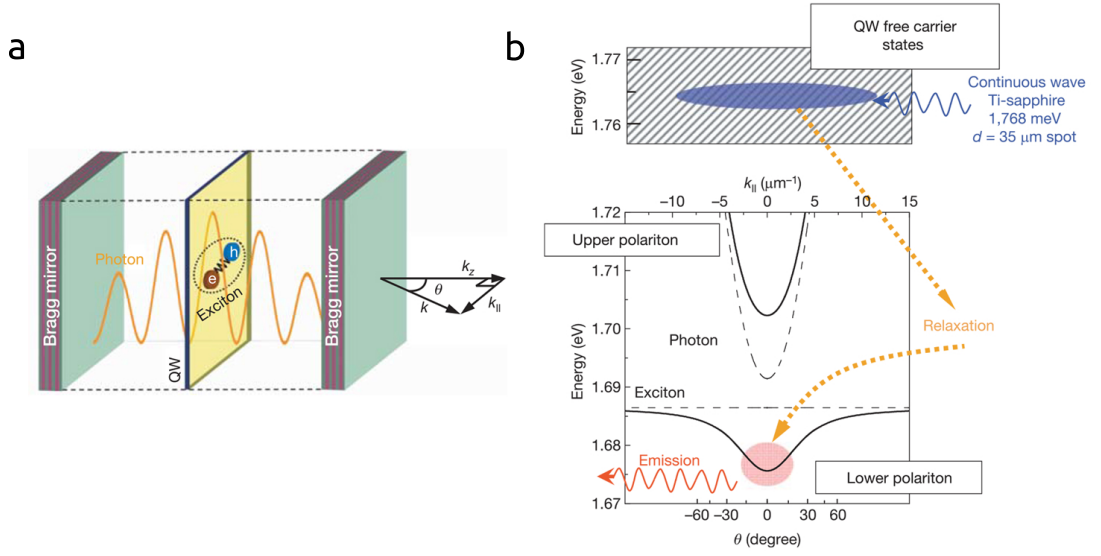 a
Bragg mirror
Photon
QW
e
h
Exciton
Bragg mirror
k_z
θ
k
k_||
b
QW free carrier
states
1.77
1.76
Energy (eV)
Continuous wave
Ti-sapphire
1,768 meV
d = 35 μm spot
k_|| (μm⁻¹)
−10 −5 0 5 10 15
1.72
1.71
1.70
1.69
1.68
1.67
Energy (eV)
Upper polariton
Photon
Relaxation
Exciton
Emission
Lower polariton
−60 −30 0 30 60
θ (degree)